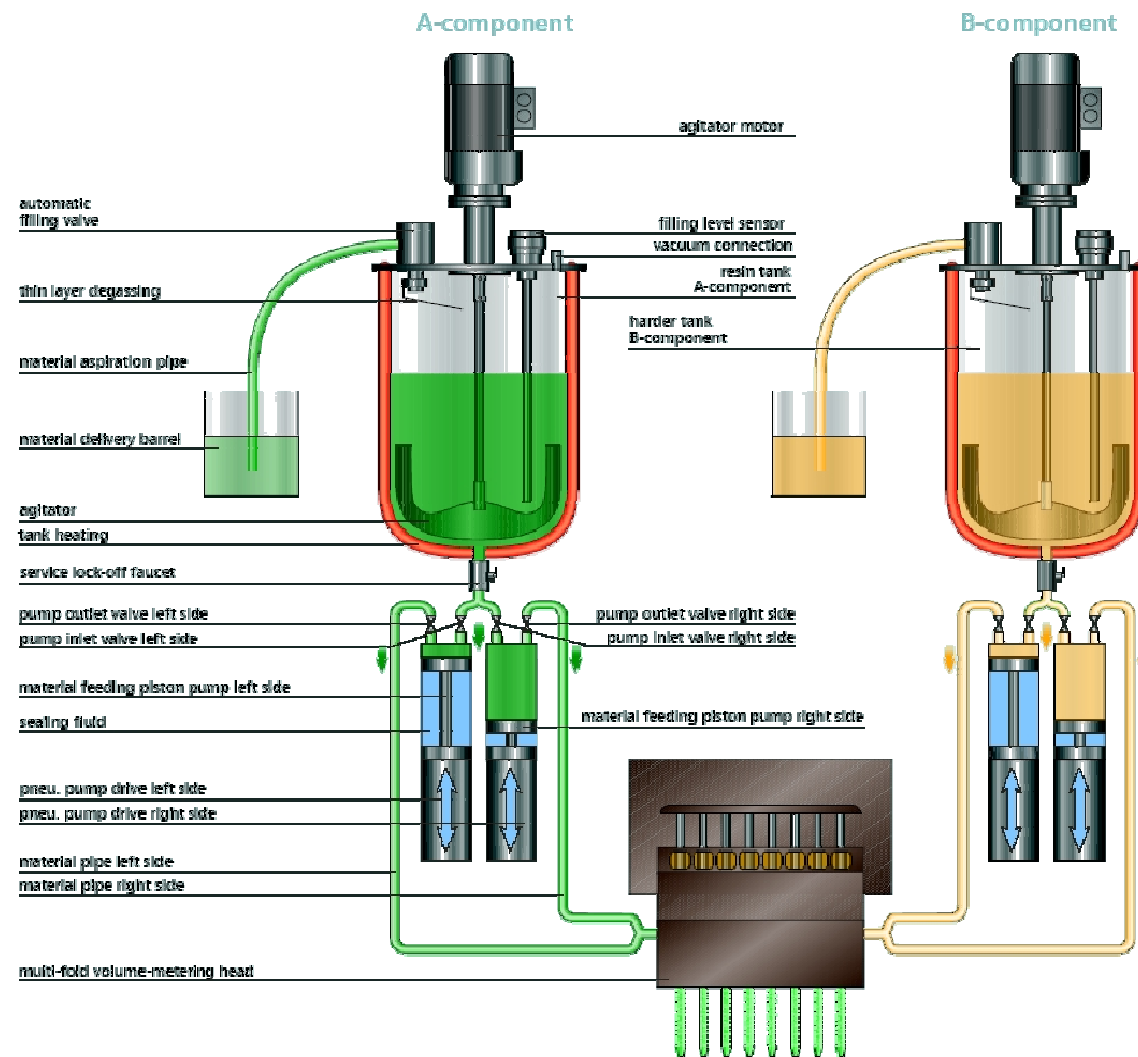 A-component
B-component
agitator motor
automatic
filling valve
filling level sensor
vacuum connection
thin layer degassing
resin tank
A-component
harder tank
B-component
material aspiration pipe
material delivery barrel
agitator
tank heating
service lock-off faucet
pump outlet valve left side
pump outlet valve right side
pump inlet valve left side
pump inlet valve right side
material feeding piston pump left side
sealing fluid
material feeding piston pump right side
pneu. pump drive left side
pneu. pump drive right side
material pipe left side
material pipe right side
multi-fold volume-metering head